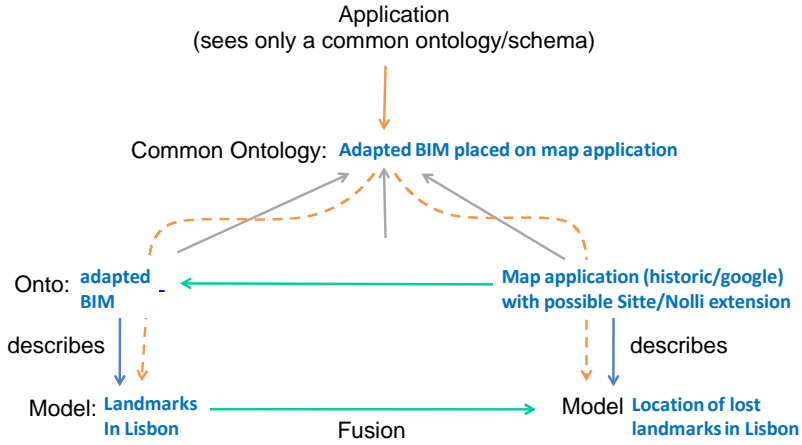 Application
(sees only a common ontology/schema)
Common Ontology: Adapted BIM placed on map application
Onto: adapted
BIM
Map application (historic/google)
with possible Sitte/Nolli extension
describes
describes
Model: Landmarks
In Lisbon
Fusion
Model Location of lost
landmarks in Lisbon